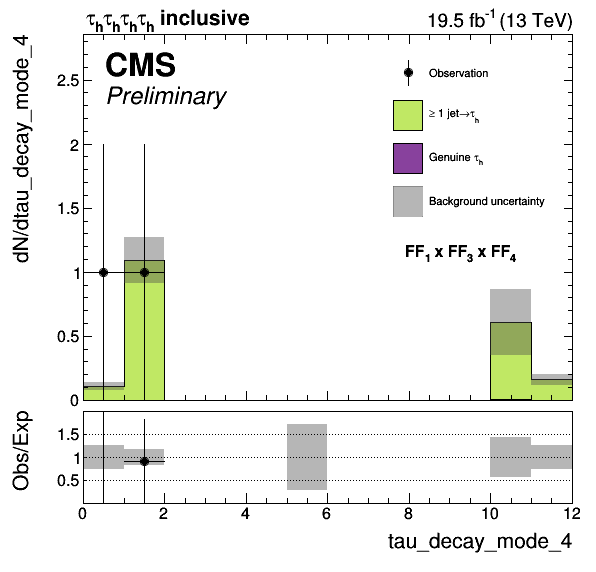 τhτhτhτh inclusive
19.5 fb-1 (13 TeV)
CMS
Preliminary
Observation
≥ 1 jet→τh
Genuine τh
Background uncertainty
FF1 x FF3 x FF4
dN/dtau_decay_mode_4
2.5
2
1.5
1
0.5
0
Obs/Exp
1.5
1
0.5
0 2 4 6 8 10 12
tau_decay_mode_4